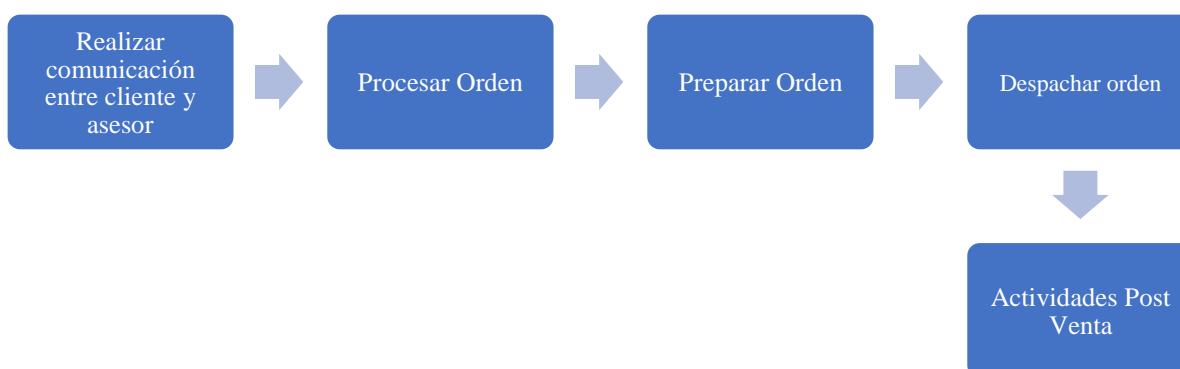 Realizar
comunicación
entre cliente y
asesor
Procesar Orden
Preparar Orden
Despachar orden
Actividades Post
Venta